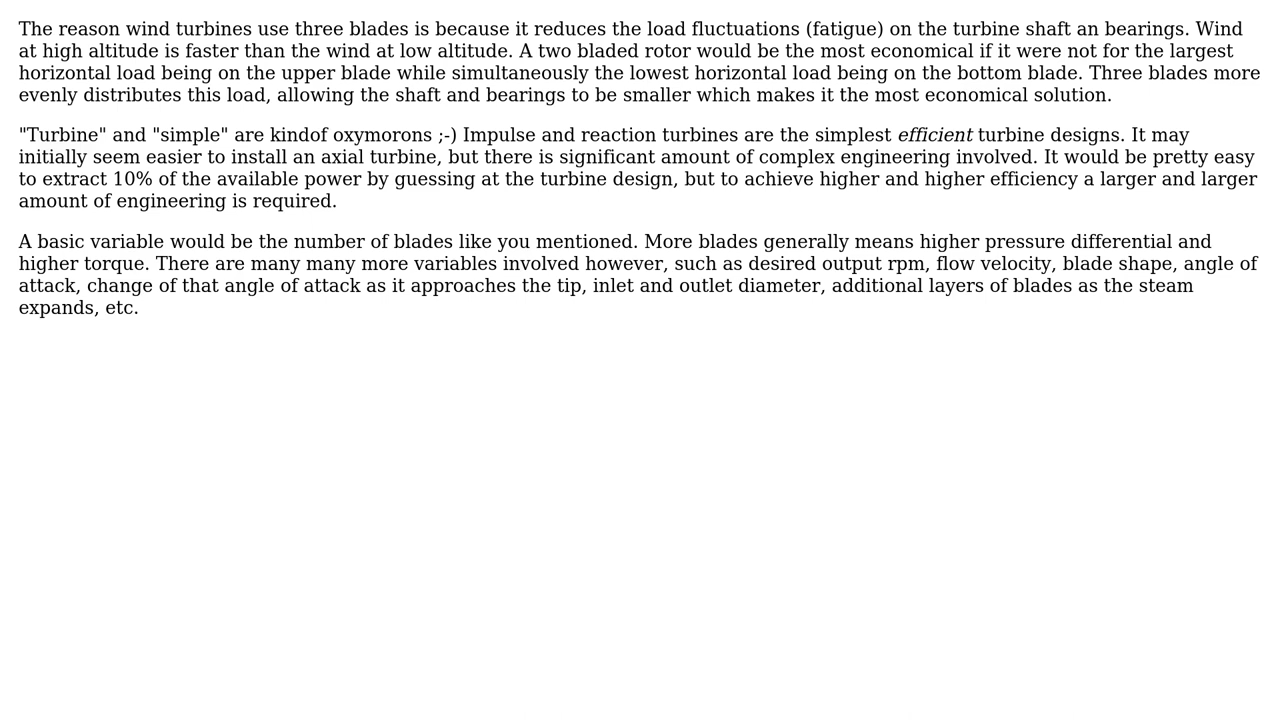 The reason wind turbines use three blades is because it reduces the load fluctuations (fatigue) on the turbine shaft an bearings. Wind
at high altitude is faster than the wind at low altitude. A two bladed rotor would be the most economical if it were not for the largest
horizontal load being on the upper blade while simultaneously the lowest horizontal load being on the bottom blade. Three blades more
evenly distributes this load, allowing the shaft and bearings to be smaller which makes it the most economical solution.
"Turbine" and "simple" are kindof oxymorons ;-) Impulse and reaction turbines are the simplest efficient turbine designs. It may
initially seem easier to install an axial turbine, but there is significant amount of complex engineering involved. It would be pretty easy
to extract 10% of the available power by guessing at the turbine design, but to achieve higher and higher efficiency a larger and larger
amount of engineering is required.
A basic variable would be the number of blades like you mentioned. More blades generally means higher pressure differential and
higher torque. There are many many more variables involved however, such as desired output rpm, flow velocity, blade shape, angle of
attack, change of that angle of attack as it approaches the tip, inlet and outlet diameter, additional layers of blades as the steam
expands, etc.